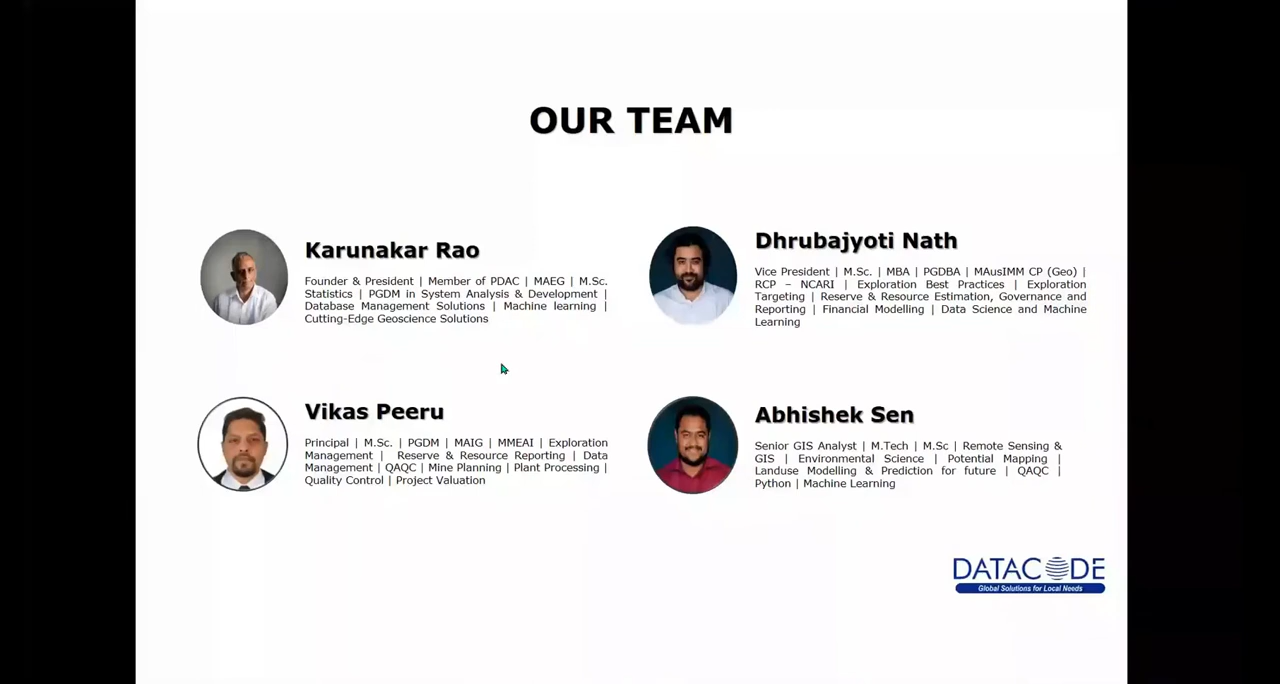 OUR TEAM
Karunakar Rao
Founder & President | Member of PDAC | MAEG | M.Sc.
Statistics | PGDM in System Analysis & Development |
Database Management Solutions | Machine learning |
Cutting-Edge Geoscience Solutions
Dhrubajyoti Nath
Vice President | M.Sc. | MBA | PGDBA | MAusIMM CP (Geo) |
RCP – NCARI | Exploration Best Practices | Exploration
Targeting | Reserve & Resource Estimation, Governance and
Reporting | Financial Modelling | Data Science and Machine
Learning
Vikas Peeru
Principal | M.Sc. | PGDM | MAIG | MMEAI | Exploration
Management | Reserve & Resource Reporting | Data
Management | QAQC | Mine Planning | Plant Processing |
Quality Control | Project Valuation
Abhishek Sen
Senior GIS Analyst | M.Tech | M.Sc | Remote Sensing &
GIS | Environmental Science | Potential Mapping |
Landuse Modelling & Prediction for future | QAQC |
Python | Machine Learning
DATACODE
Global Solutions for Local Needs